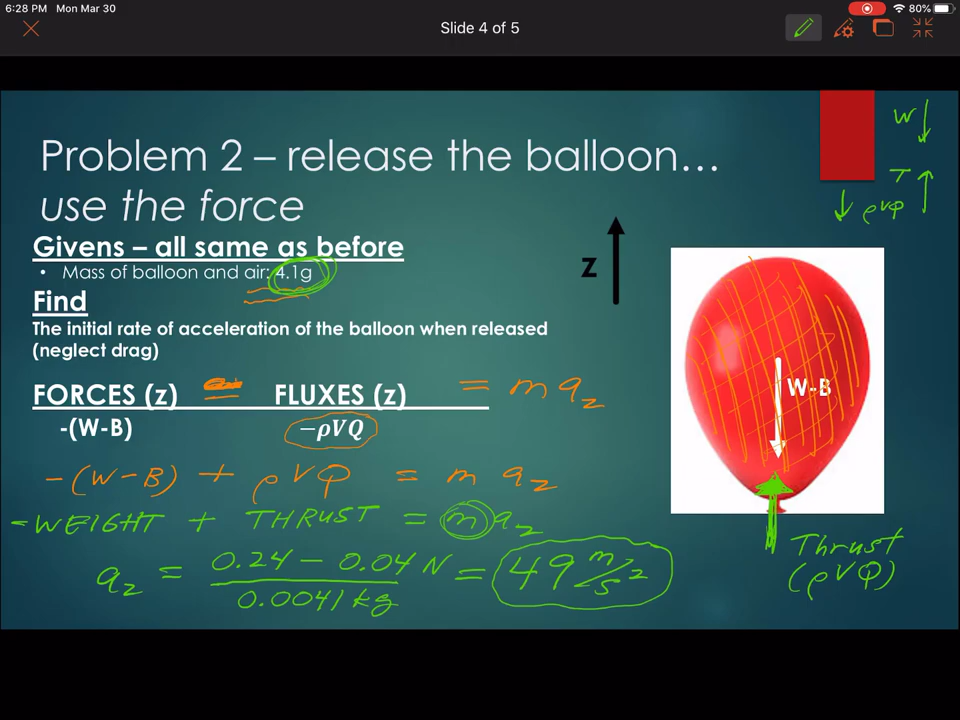 6:28 PM Mon Mar 30
80%
Slide 4 of 5
W
T
ρVQ
Problem 2 – release the balloon…
use the force
Givens – all same as before
• Mass of balloon and air: 4.1g
Find
The initial rate of acceleration of the balloon when released
(neglect drag)
Z
W-B
FORCES (z) = FLUXES (z) = m a_z
-(W-B) −ρVQ
-(W-B) + ρVQ = m a_z
-WEIGHT + THRUST = m a_z
a_z = 0.24 - 0.04 N / 0.0041 kg = 49 m/s²
Thrust
(ρVQ)